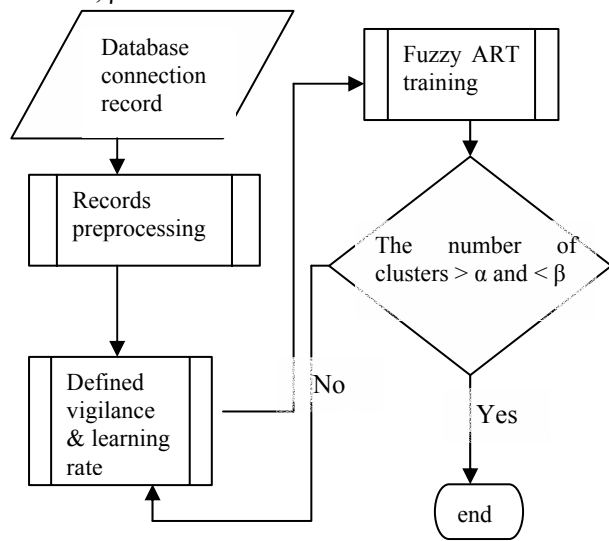 Database
connection
record
Records
preprocessing
Defined
vigilance
& learning
rate
Fuzzy ART
training
The number of
clusters > α and < β
No
Yes
end